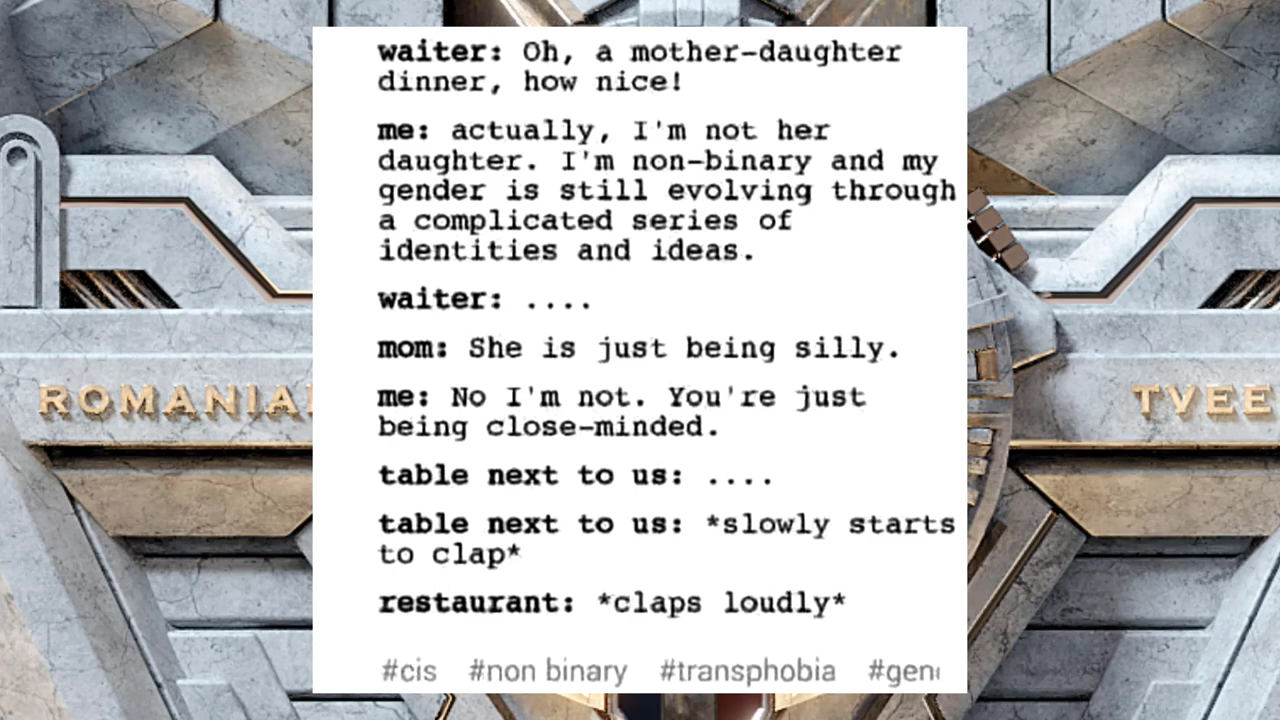 waiter: Oh, a mother-daughter
dinner, how nice!
me: actually, I'm not her
daughter. I'm non-binary and my
gender is still evolving through
a complicated series of
identities and ideas.
waiter: ....
mom: She is just being silly.
me: No I'm not. You're just
being close-minded.
table next to us: ....
table next to us: *slowly starts
to clap*
restaurant: *claps loudly*
#cis #non binary #transphobia #gen
ROMANIA
TVEE